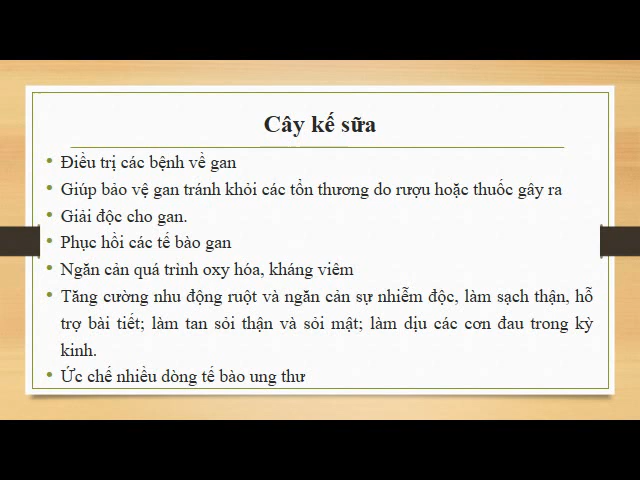 Cây kế sữa
• Điều trị các bệnh về gan
• Giúp bảo vệ gan tránh khỏi các tổn thương do rượu hoặc thuốc gây ra
• Giải độc cho gan.
• Phục hồi các tế bào gan
• Ngăn cản quá trình oxy hóa, kháng viêm
• Tăng cường nhu động ruột và ngăn cản sự nhiễm độc, làm sạch thận, hỗ
trợ bài tiết; làm tan sỏi thận và sỏi mật; làm dịu các cơn đau trong kỳ
kinh.
• Ức chế nhiều dòng tế bào ung thư